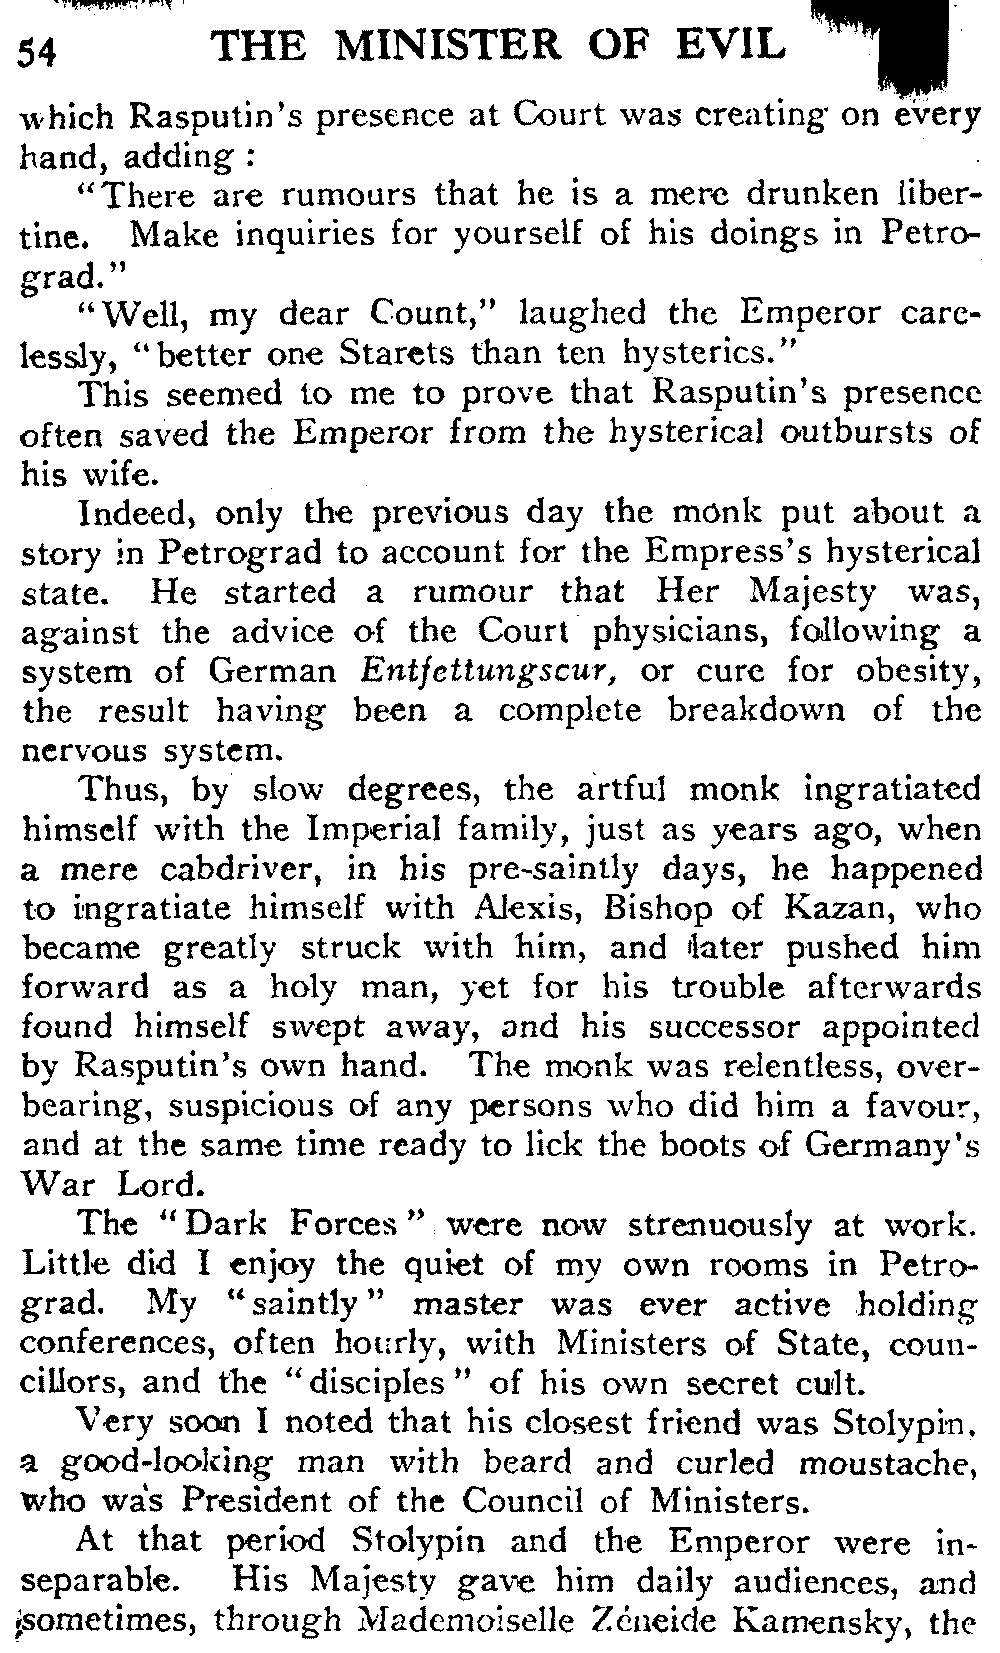 54 THE MINISTER OF EVIL
which Rasputin's presence at Court was creating on every
hand, adding :
"There are rumours that he is a mere drunken liber-
tine. Make inquiries for yourself of his doings in Petro-
grad."
"Well, my dear Count," laughed the Emperor care-
lessly, "better one Starets than ten hysterics."
This seemed to me to prove that Rasputin's presence
often saved the Emperor from the hysterical outbursts of
his wife.
Indeed, only the previous day the monk put about a
story in Petrograd to account for the Empress's hysterical
state. He started a rumour that Her Majesty was,
against the advice of the Court physicians, following a
system of German Entfettungscur, or cure for obesity,
the result having been a complete breakdown of the
nervous system.
Thus, by slow degrees, the artful monk ingratiated
himself with the Imperial family, just as years ago, when
a mere cabdriver, in his pre-saintly days, he happened
to ingratiate himself with Alexis, Bishop of Kazan, who
became greatly struck with him, and later pushed him
forward as a holy man, yet for his trouble afterwards
found himself swept away, and his successor appointed
by Rasputin's own hand. The monk was relentless, over-
bearing, suspicious of any persons who did him a favour,
and at the same time ready to lick the boots of Germany's
War Lord.
The "Dark Forces" were now strenuously at work.
Little did I enjoy the quiet of my own rooms in Petro-
grad. My "saintly" master was ever active holding
conferences, often hourly, with Ministers of State, coun-
cillors, and the "disciples" of his own secret cult.
Very soon I noted that his closest friend was Stolypin,
a good-looking man with beard and curled moustache,
who was President of the Council of Ministers.
At that period Stolypin and the Emperor were in-
separable. His Majesty gave him daily audiences, and
sometimes, through Mademoiselle Zéneide Kamensky, the